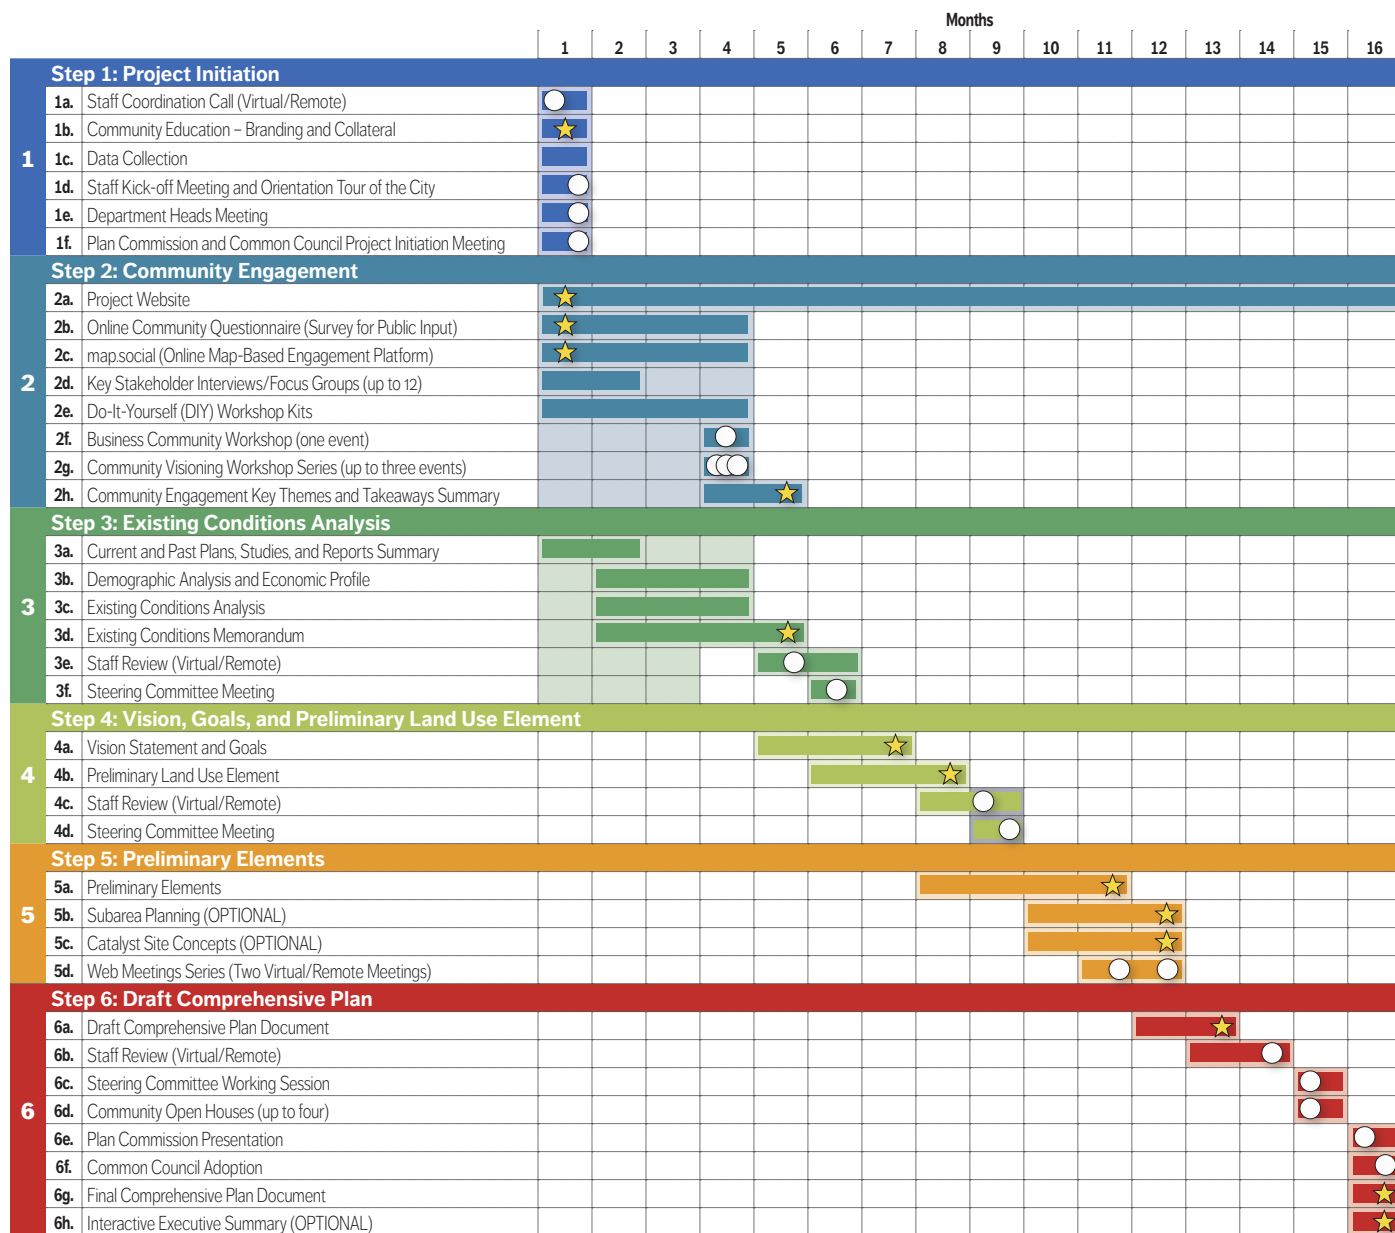 Months
1 2 3 4 5 6 7 8 9 10 11 12 13 14 15 16
Step 1: Project Initiation
1a. Staff Coordination Call (Virtual/Remote)
1b. Community Education – Branding and Collateral
1 1c. Data Collection
1d. Staff Kick-off Meeting and Orientation Tour of the City
1e. Department Heads Meeting
1f. Plan Commission and Common Council Project Initiation Meeting
Step 2: Community Engagement
2a. Project Website
2b. Online Community Questionnaire (Survey for Public Input)
2c. map.social (Online Map-Based Engagement Platform)
2 2d. Key Stakeholder Interviews/Focus Groups (up to 12)
2e. Do-It-Yourself (DIY) Workshop Kits
2f. Business Community Workshop (one event)
2g. Community Visioning Workshop Series (up to three events)
2h. Community Engagement Key Themes and Takeaways Summary
Step 3: Existing Conditions Analysis
3a. Current and Past Plans, Studies, and Reports Summary
3b. Demographic Analysis and Economic Profile
3 3c. Existing Conditions Analysis
3d. Existing Conditions Memorandum
3e. Staff Review (Virtual/Remote)
3f. Steering Committee Meeting
Step 4: Vision, Goals, and Preliminary Land Use Element
4a. Vision Statement and Goals
4 4b. Preliminary Land Use Element
4c. Staff Review (Virtual/Remote)
4d. Steering Committee Meeting
Step 5: Preliminary Elements
5a. Preliminary Elements
5 5b. Subarea Planning (OPTIONAL)
5c. Catalyst Site Concepts (OPTIONAL)
5d. Web Meetings Series (Two Virtual/Remote Meetings)
Step 6: Draft Comprehensive Plan
6a. Draft Comprehensive Plan Document
6b. Staff Review (Virtual/Remote)
6c. Steering Committee Working Session
6 6d. Community Open Houses (up to four)
6e. Plan Commission Presentation
6f. Common Council Adoption
6g. Final Comprehensive Plan Document
6h. Interactive Executive Summary (OPTIONAL)